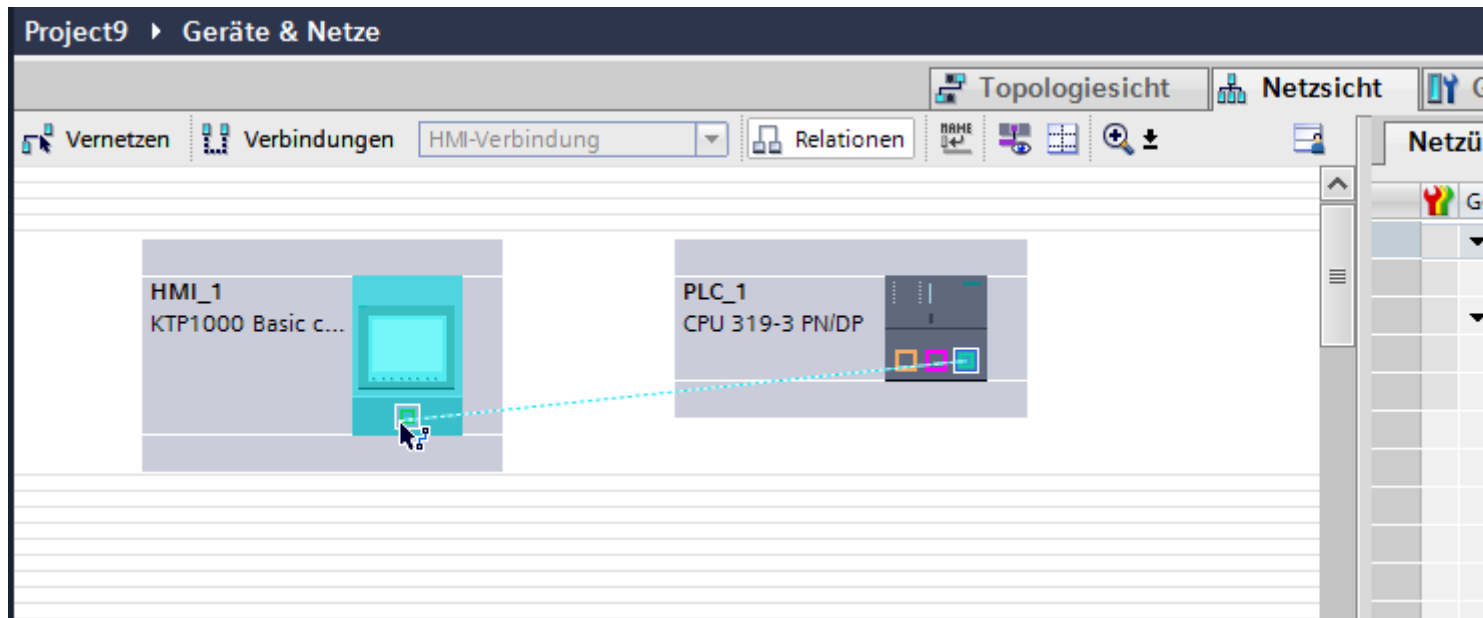 Project9 ▸ Geräte & Netze
Topologiesicht Netzsicht
Vernetzen Verbindungen HMI-Verbindung Relationen NAME
HMI_1
KTP1000 Basic c...
PLC_1
CPU 319-3 PN/DP